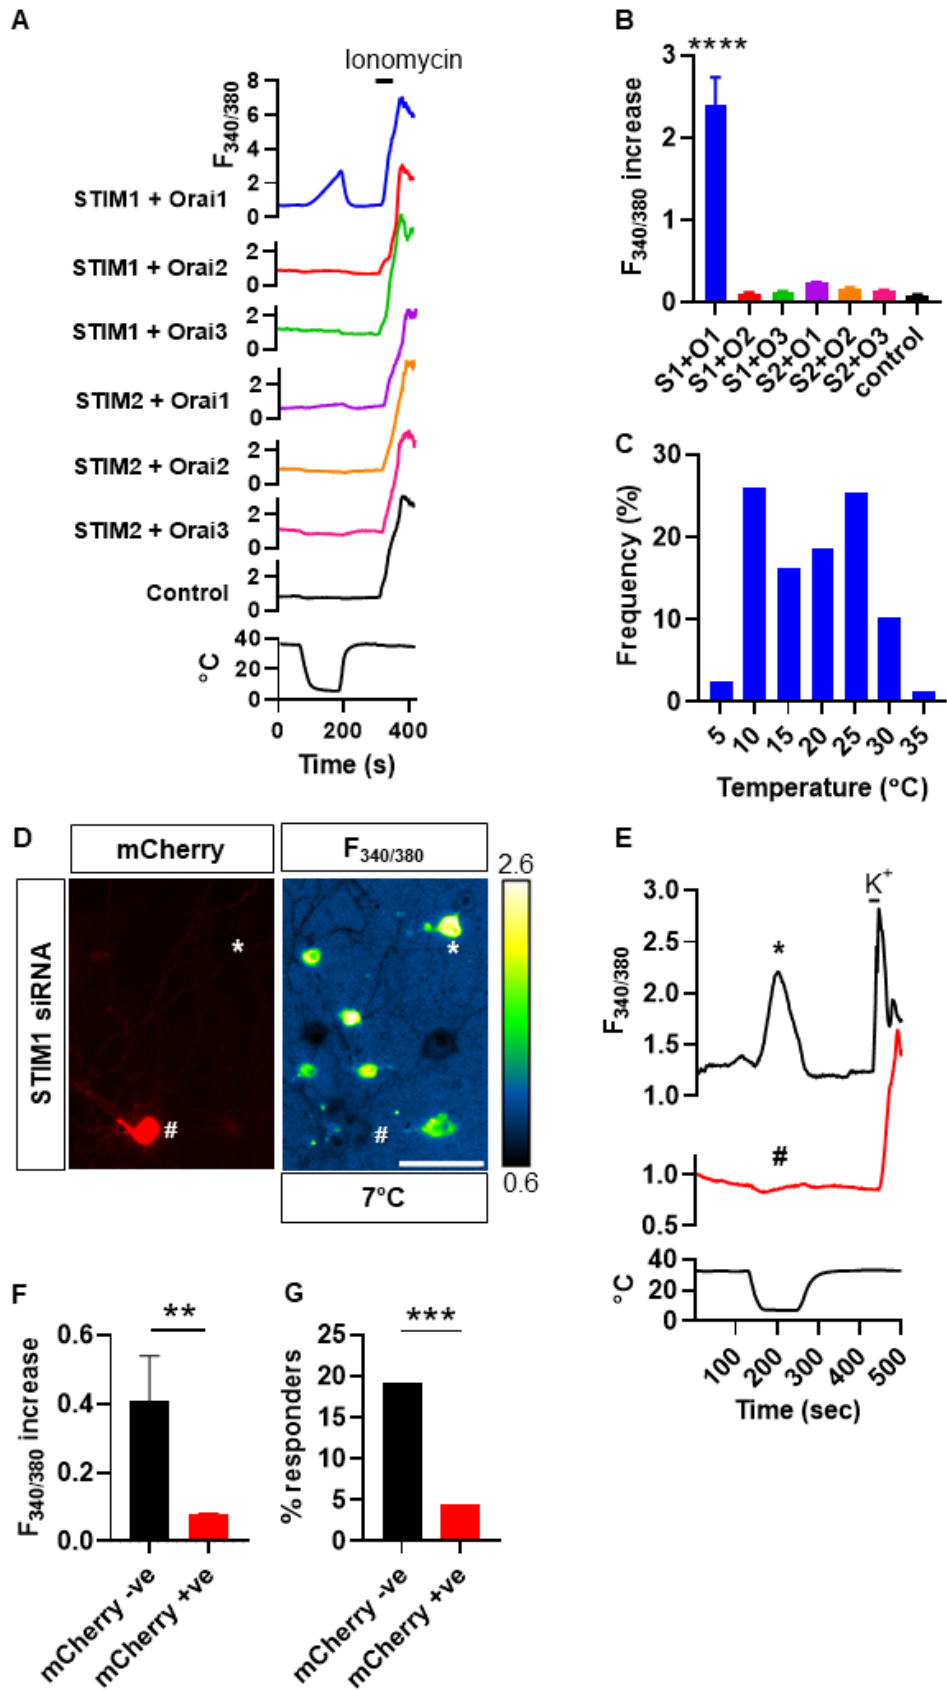 A
Ionomycin
F340/380
8
6
4
2
0
STIM1 + Orai1
2
0
STIM1 + Orai2
2
0
STIM1 + Orai3
2
0
STIM2 + Orai1
2
0
STIM2 + Orai2
2
0
STIM2 + Orai3
2
0
Control
40
20
0
°C
0 200 400
Time (s)
B
****
F340/380 increase
3
2
1
0
S1+O1 S1+O2 S1+O3 S2+O1 S2+O2 S2+O3 control
C
Frequency (%)
30
20
10
0
5 10 15 20 25 30 35
Temperature (°C)
D
mCherry F340/380
STIM1 siRNA
*
#
*
#
2.6
0.6
7°C
E
K+
F340/380
3.0
2.5
2.0
1.5
1.0
*
1.0
0.5
#
°C
40
20
0
100 200 300 400 500
Time (sec)
F
**
F340/380 increase
0.6
0.4
0.2
0.0
mCherry -ve mCherry +ve
G
***
% responders
25
20
15
10
5
0
mCherry -ve mCherry +ve